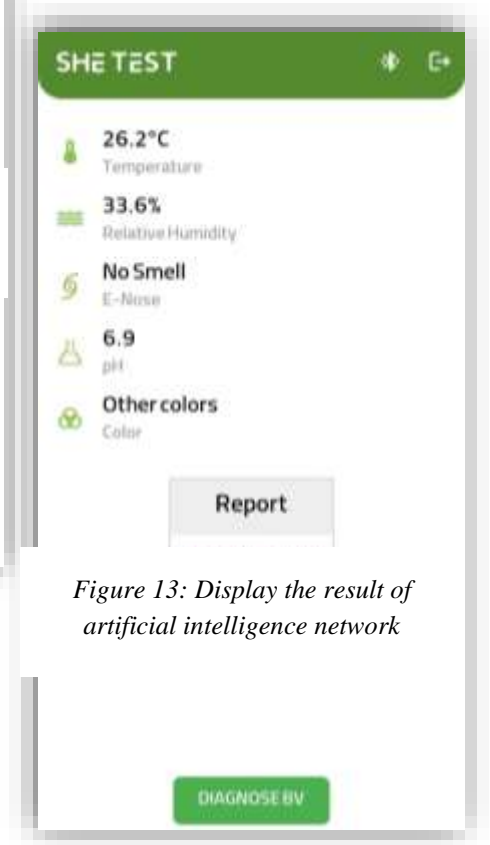 SHE TEST
26.2°C
Temperature
33.6%
Relative Humidity
No Smell
E-Nose
6.9
pH
Other colors
Color
Report
Figure 13: Display the result of
artificial intelligence network
DIAGNOSE BV